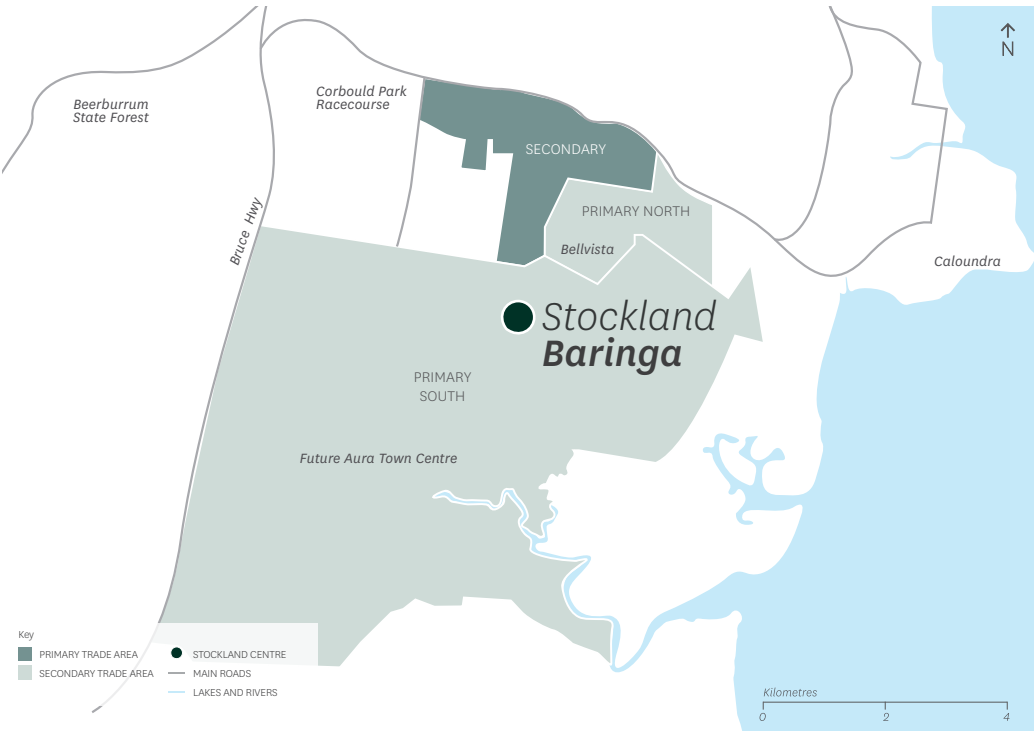 N
Beerburrum
State Forest
Corbould Park
Racecourse
SECONDARY
Bruce Hwy
PRIMARY NORTH
Bellvista
Caloundra
Stockland
Baringa
PRIMARY
SOUTH
Future Aura Town Centre
Key
PRIMARY TRADE AREA
SECONDARY TRADE AREA
STOCKLAND CENTRE
MAIN ROADS
LAKES AND RIVERS
Kilometres
0 2 4